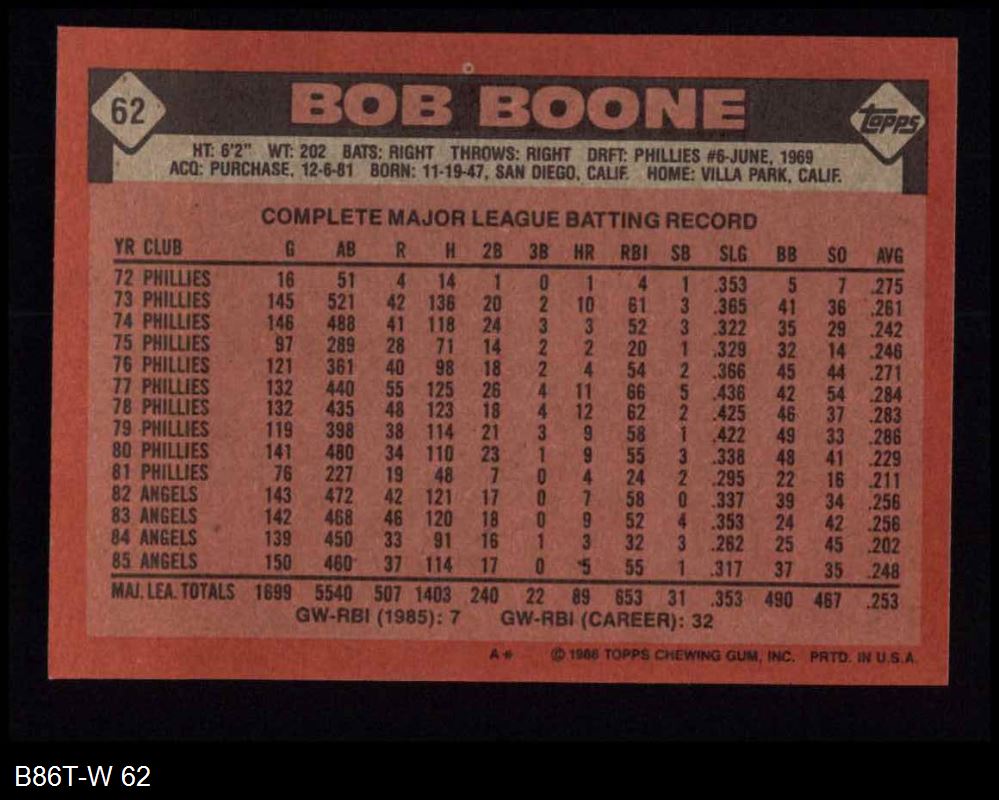 62
BOB BOONE
Topps
HT: 6'2" WT: 202 BATS: RIGHT THROWS: RIGHT DRFT: PHILLIES #6-JUNE, 1969
ACQ: PURCHASE, 12-6-81 BORN: 11-19-47, SAN DIEGO, CALIF. HOME: VILLA PARK, CALIF.
COMPLETE MAJOR LEAGUE BATTING RECORD
YR CLUB G AB R H 2B 3B HR RBI SB SLG BB SO AVG
72 PHILLIES 16 51 4 14 1 0 1 4 1 .353 5 7 .275
73 PHILLIES 145 521 42 136 20 2 10 61 3 .365 41 36 .261
74 PHILLIES 146 488 41 118 24 3 3 52 3 .322 35 29 .242
75 PHILLIES 97 289 28 71 14 2 2 20 1 .329 32 14 .246
76 PHILLIES 121 361 40 98 18 2 4 54 2 .366 45 44 .271
77 PHILLIES 132 440 55 125 26 4 11 66 5 .436 42 54 .284
78 PHILLIES 132 435 48 123 18 4 12 62 2 .425 46 37 .283
79 PHILLIES 119 398 38 114 21 3 9 58 1 .422 49 33 .286
80 PHILLIES 141 480 34 110 23 1 9 55 3 .338 48 41 .229
81 PHILLIES 76 227 19 48 7 0 4 24 2 .295 22 16 .211
82 ANGELS 143 472 42 121 17 0 7 58 0 .337 39 34 .256
83 ANGELS 142 468 46 120 18 0 9 52 4 .353 24 42 .256
84 ANGELS 139 450 33 91 16 1 3 32 3 .262 25 45 .202
85 ANGELS 150 460 37 114 17 0 5 55 1 .317 37 35 .248
MAJ. LEA. TOTALS 1699 5540 507 1403 240 22 89 653 31 .353 490 467 .253
GW-RBI (1985): 7 GW-RBI (CAREER): 32
A* © 1986 TOPPS CHEWING GUM, INC. PRTD. IN U.S.A.
B86T-W 62